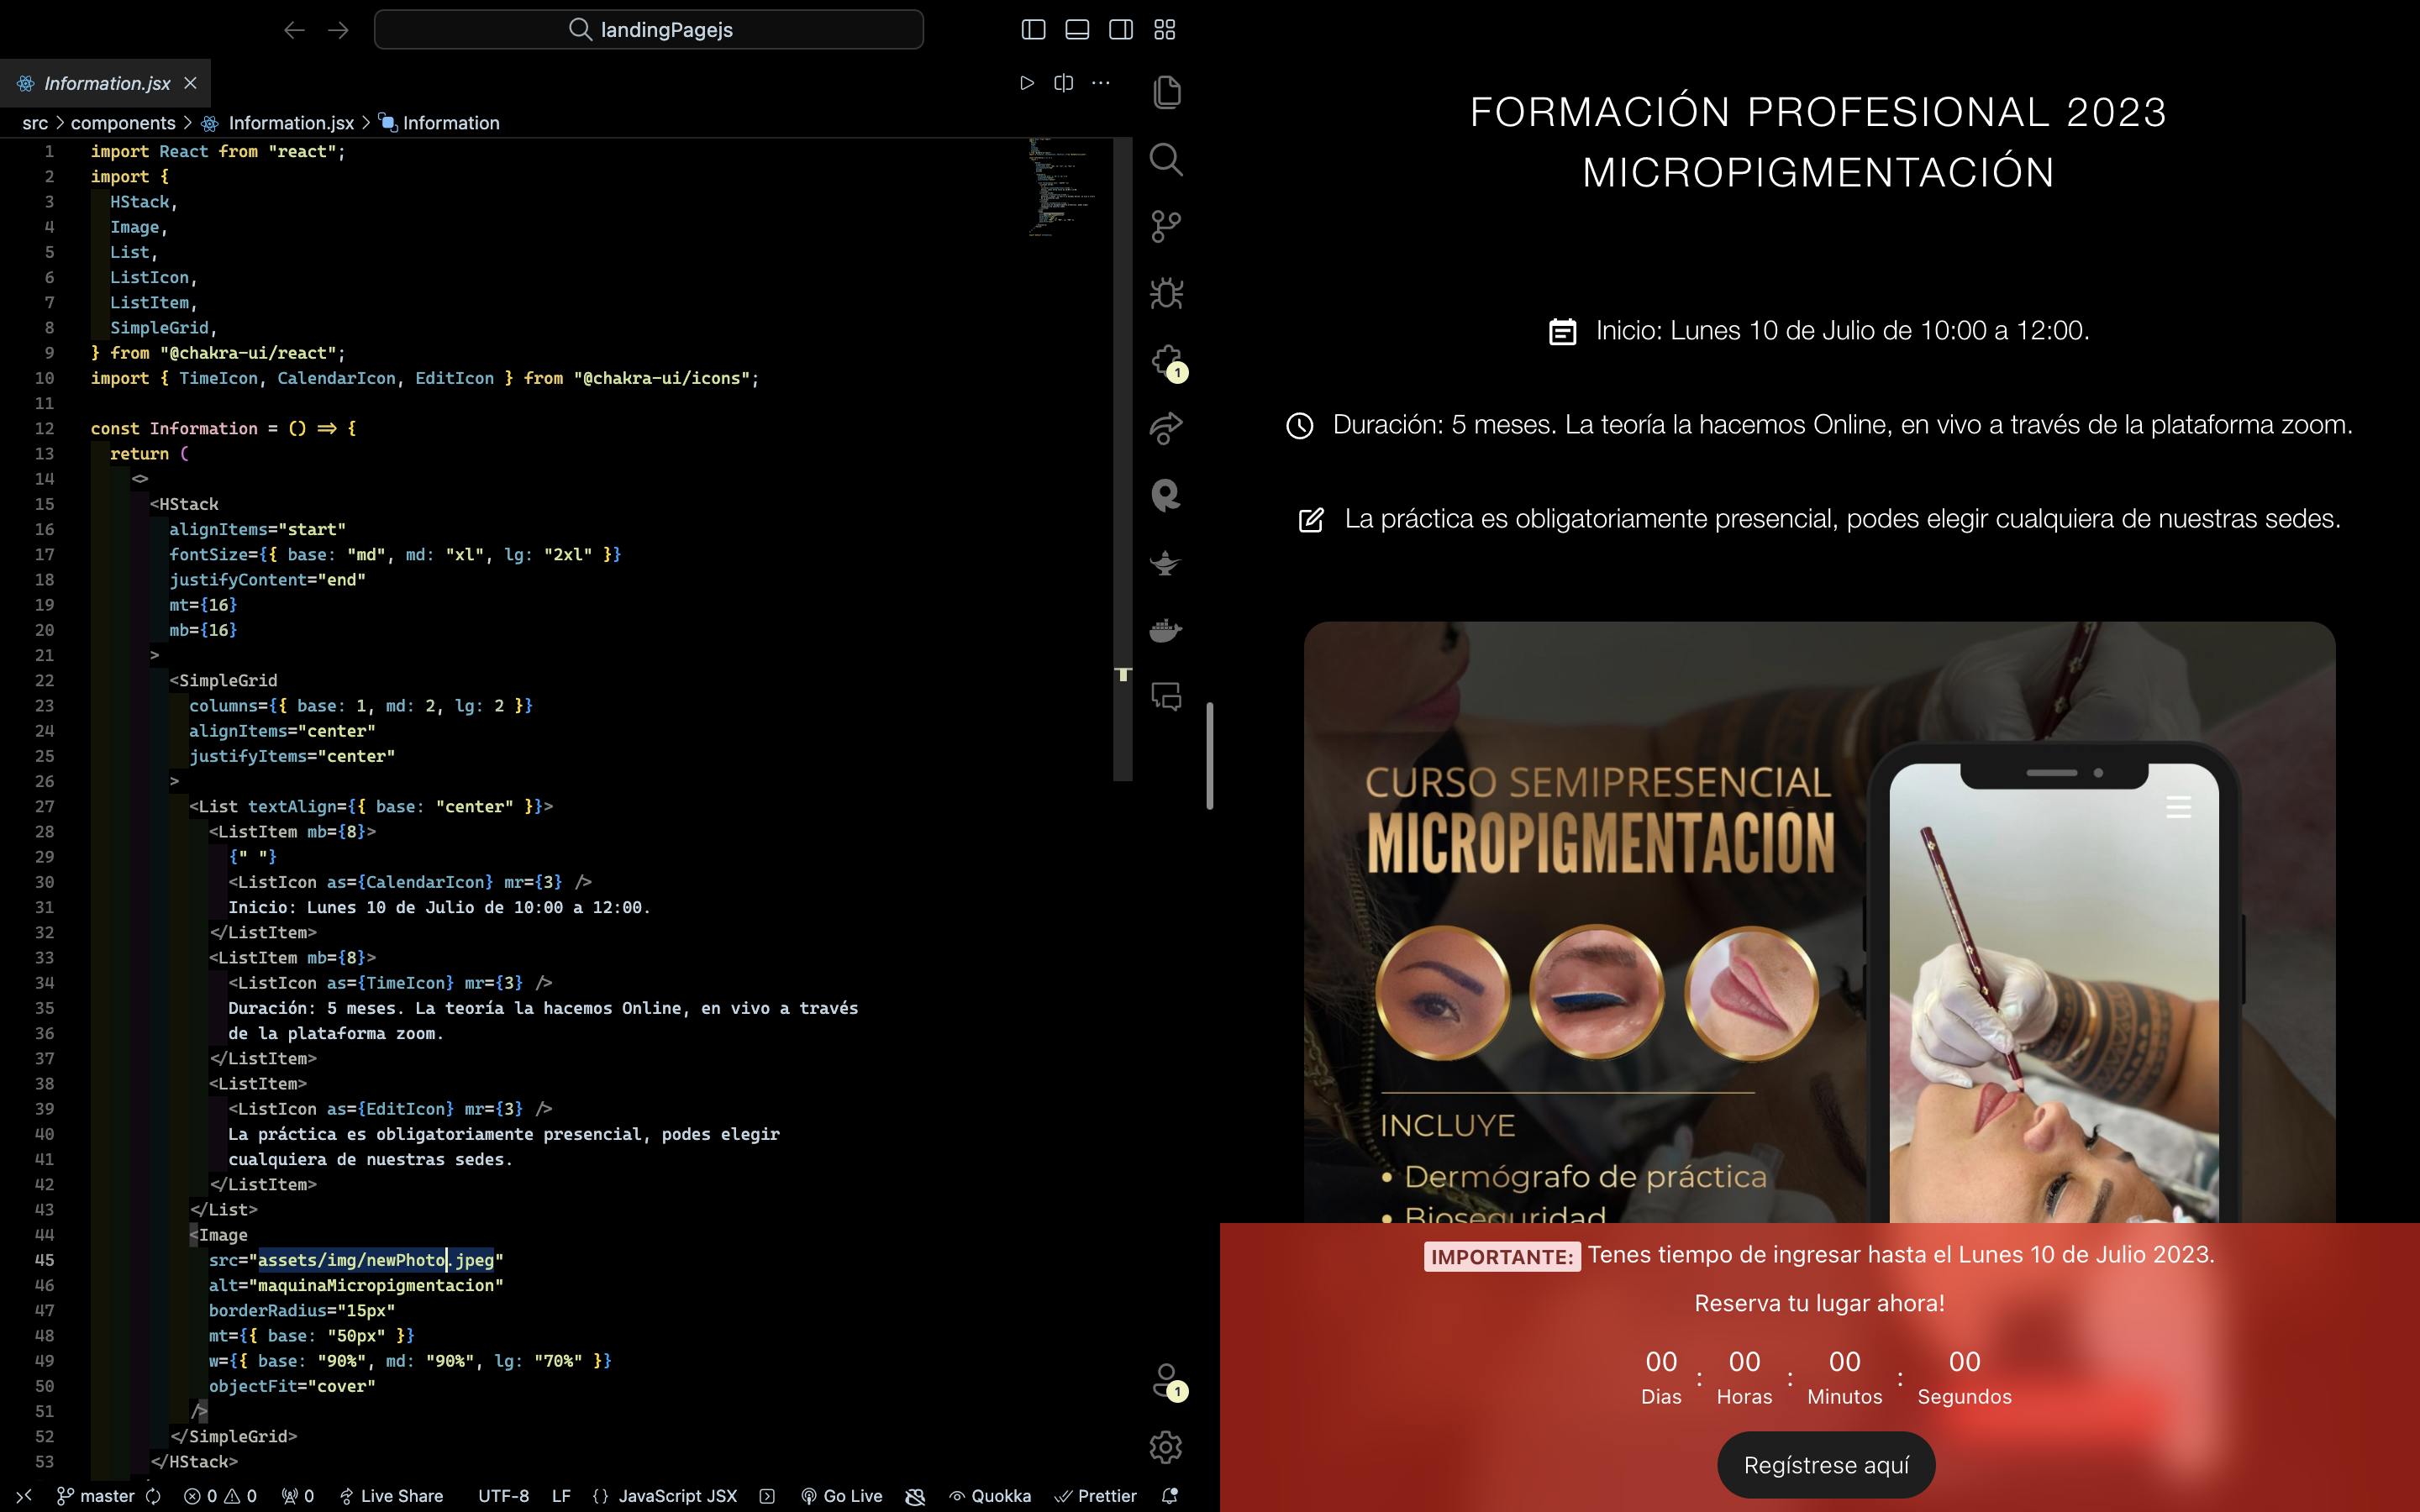 landingPagejs
Information.jsx
src > components > Information.jsx > Information
1 import React from "react";
2 import {
3 HStack,
4 Image,
5 List,
6 ListIcon,
7 ListItem,
8 SimpleGrid,
9 } from "@chakra-ui/react";
10 import { TimeIcon, CalendarIcon, EditIcon } from "@chakra-ui/icons";
11
12 const Information = () => {
13 return (
14 <>
15 <HStack
16 alignItems="start"
17 fontSize={{ base: "md", md: "xl", lg: "2xl" }}
18 justifyContent="end"
19 mt={16}
20 mb={16}
21 >
22 <SimpleGrid
23 columns={{ base: 1, md: 2, lg: 2 }}
24 alignItems="center"
25 justifyItems="center"
26 >
27 <List textAlign={{ base: "center" }}>
28 <ListItem mb={8}>
29 {" "}
30 <ListIcon as={CalendarIcon} mr={3} />
31 Inicio: Lunes 10 de Julio de 10:00 a 12:00.
32 </ListItem>
33 <ListItem mb={8}>
34 <ListIcon as={TimeIcon} mr={3} />
35 Duración: 5 meses. La teoría la hacemos Online, en vivo a través
36 de la plataforma zoom.
37 </ListItem>
38 <ListItem>
39 <ListIcon as={EditIcon} mr={3} />
40 La práctica es obligatoriamente presencial, podes elegir
41 cualquiera de nuestras sedes.
42 </ListItem>
43 </List>
44 <Image
45 src="assets/img/newPhoto.jpeg"
46 alt="maquinaMicropigmentacion"
47 borderRadius="15px"
48 mt={{ base: "50px" }}
49 w={{ base: "90%", md: "90%", lg: "70%" }}
50 objectFit="cover"
51 />
52 </SimpleGrid>
53 </HStack>
1
1
master 0 0 0 Live Share UTF-8 LF {} JavaScript JSX Go Live Quokka Prettier
FORMACIÓN PROFESIONAL 2023
MICROPIGMENTACIÓN
Inicio: Lunes 10 de Julio de 10:00 a 12:00.
Duración: 5 meses. La teoría la hacemos Online, en vivo a través de la plataforma zoom.
La práctica es obligatoriamente presencial, podes elegir cualquiera de nuestras sedes.
CURSO SEMIPRESENCIAL
MICROPIGMENTACIÓN
INCLUYE
• Dermógrafo de práctica
• Bioseguridad
IMPORTANTE: Tenes tiempo de ingresar hasta el Lunes 10 de Julio 2023.
Reserva tu lugar ahora!
00 : 00 : 00 : 00
Dias Horas Minutos Segundos
Regístrese aquí